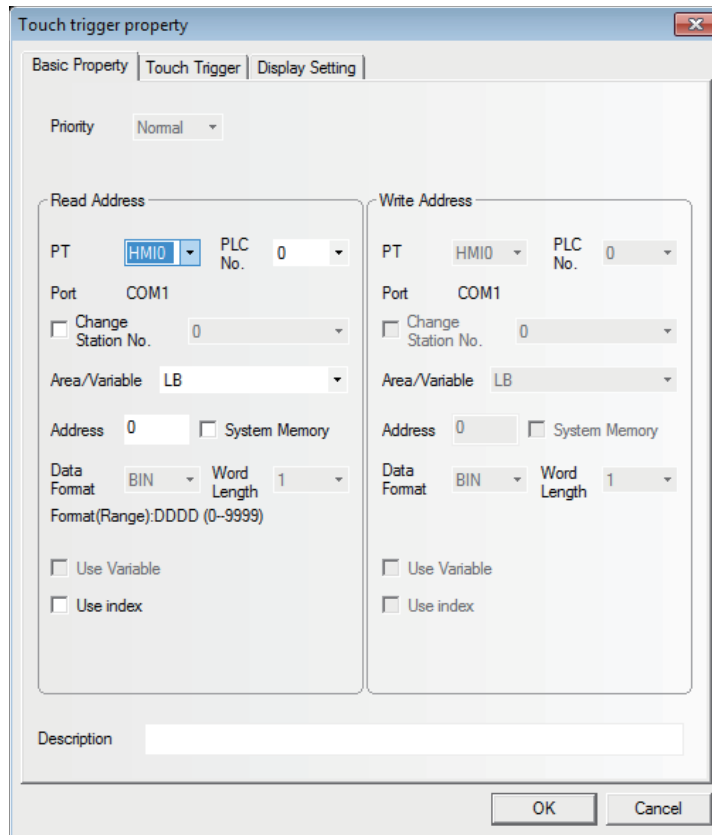 Touch trigger property
Basic Property Touch Trigger Display Setting
Priority Normal
Read Address
PT HMI0 PLC No. 0
Port COM1
Change Station No. 0
Area/Variable LB
Address 0 System Memory
Data Format BIN Word Length 1
Format(Range):DDDD (0--9999)
Use Variable
Use index
Write Address
PT HMI0 PLC No. 0
Port COM1
Change Station No. 0
Area/Variable LB
Address 0 System Memory
Data Format BIN Word Length 1
Use Variable
Use index
Description
OK Cancel